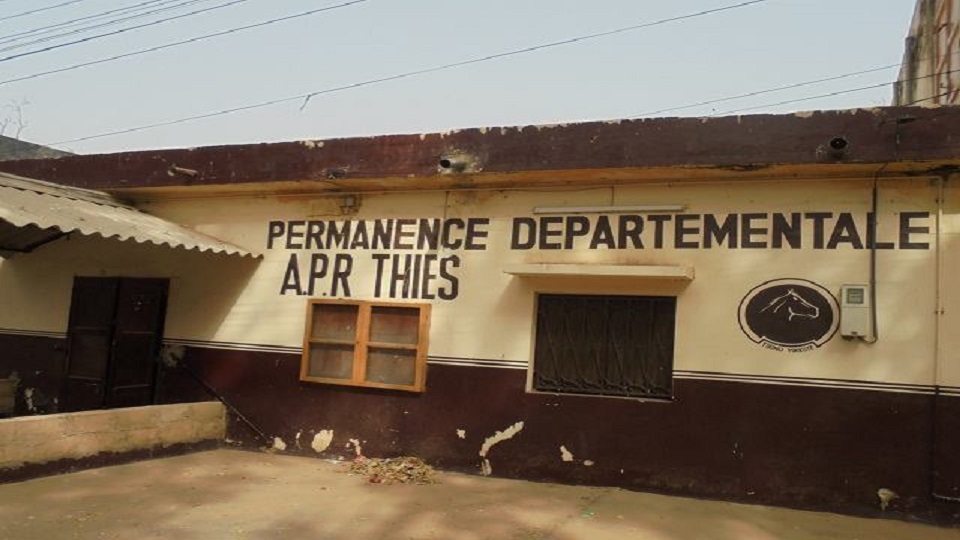 PERMANENCE DEPARTEMENTALE
A.P.R THIES